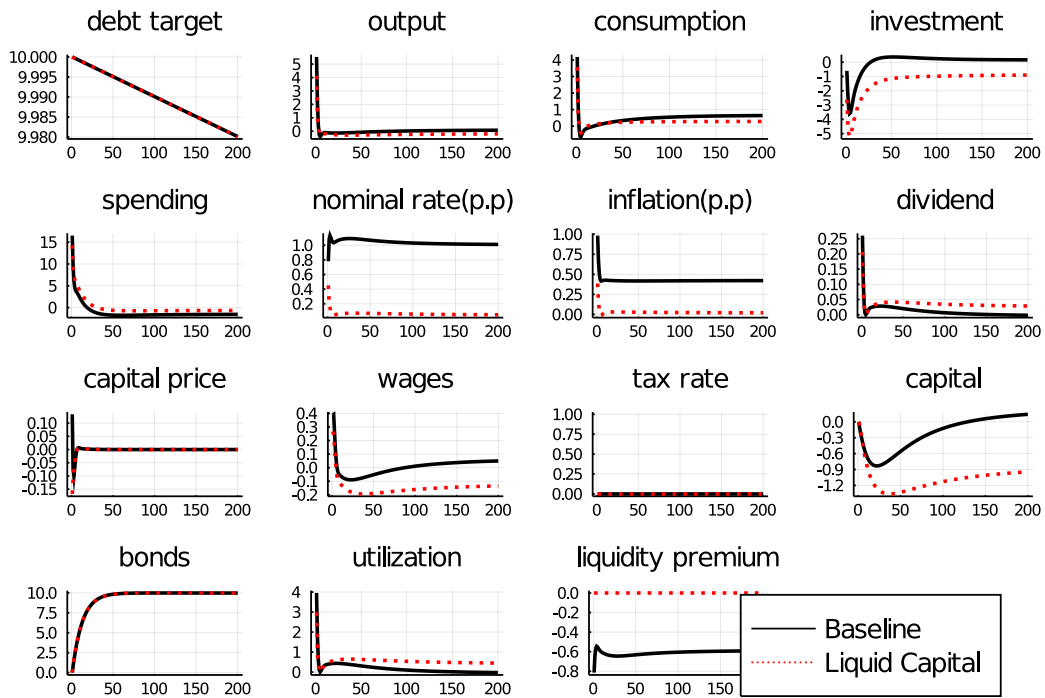 debt target
output
consumption
investment
10.000
9.995
9.990
9.985
9.980
0 50 100 150 200
5
4
3
2
1
0
0 50 100 150 200
4
3
2
1
0
0 50 100 150 200
0
-1
-2
-3
-4
-5
0 50 100 150 200
spending
nominal rate(p.p)
inflation(p.p)
dividend
15
10
5
0
0 50 100 150 200
1.0
0.8
0.6
0.4
0.2
0 50 100 150 200
1.00
0.75
0.50
0.25
0.00
0 50 100 150 200
0.25
0.20
0.15
0.10
0.05
0.00
0 50 100 150 200
capital price
wages
tax rate
capital
0.10
0.05
0.00
-0.05
-0.10
-0.15
0 50 100 150 200
0.4
0.3
0.2
0.1
0.0
-0.1
-0.2
0 50 100 150 200
1.00
0.75
0.50
0.25
0.00
0 50 100 150 200
0.0
-0.3
-0.6
-0.9
-1.2
0 50 100 150 200
bonds
utilization
liquidity premium
10.0
7.5
5.0
2.5
0.0
0 50 100 150 200
4
3
2
1
0
0 50 100 150 200
0.0
-0.2
-0.4
-0.6
-0.8
0 50 100
Baseline
Liquid Capital